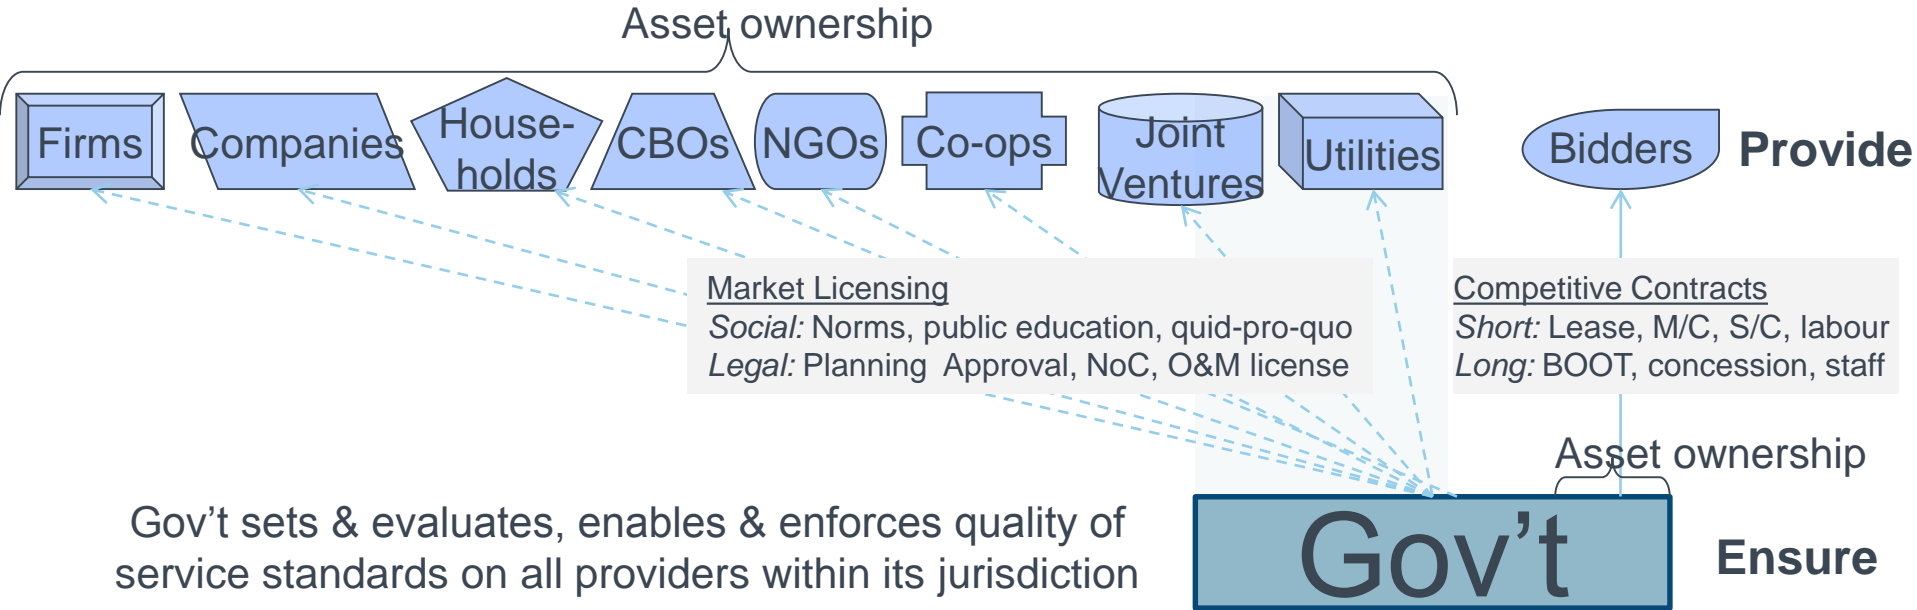 Asset ownership
Firms
Companies
House-
holds
CBOs
NGOs
Co-ops
Joint
Ventures
Utilities
Bidders
Provide
Market Licensing
Social: Norms, public education, quid-pro-quo
Legal: Planning Approval, NoC, O&M license
Competitive Contracts
Short: Lease, M/C, S/C, labour
Long: BOOT, concession, staff
Asset ownership
Gov’t sets & evaluates, enables & enforces quality of
service standards on all providers within its jurisdiction
Gov’t
Ensure